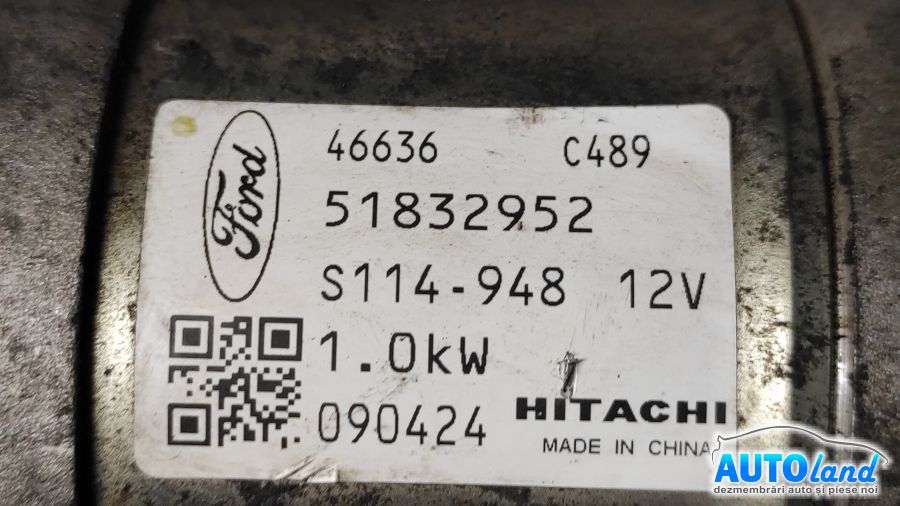 Ford
46636 C489
51832952
S114-948 12V
1.0kW
090424 HITACHI
MADE IN CHINA
AUTOland
dezmembrări auto și piese noi